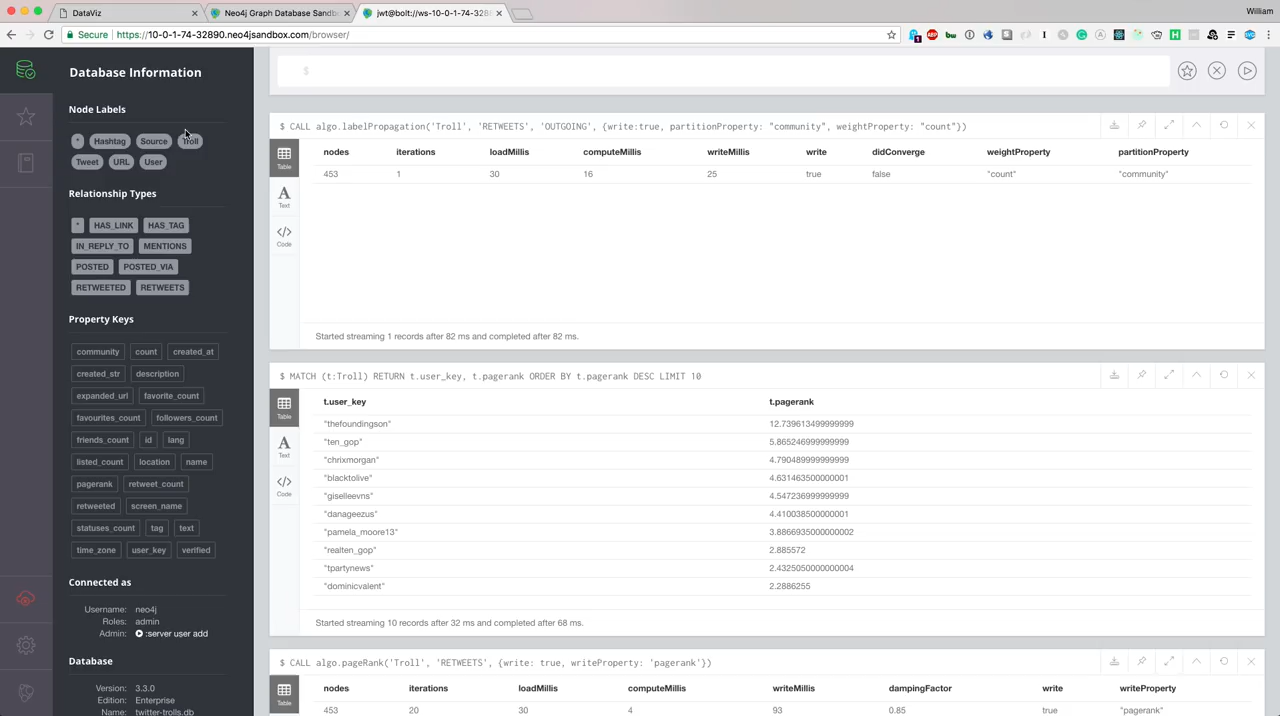 DataViz
Neo4j Graph Database Sandb
jwt@bolt://ws-10-0-1-74-328
William
Secure https://10-0-1-74-32890.neo4jsandbox.com/browser/
Database Information
Node Labels
* Hashtag Source Troll
Tweet URL User
Relationship Types
* HAS_LINK HAS_TAG
IN_REPLY_TO MENTIONS
POSTED POSTED_VIA
RETWEETED RETWEETS
Property Keys
community count created_at
created_str description
expanded_url favorite_count
favourites_count followers_count
friends_count id lang
listed_count location name
pagerank retweet_count
retweeted screen_name
statuses_count tag text
time_zone user_key verified
Connected as
Username: neo4j
Roles: admin
Admin: :server user add
Database
Version: 3.3.0
Edition: Enterprise
Name: twitter-trolls.db
$
$ CALL algo.labelPropagation('Troll', 'RETWEETS', 'OUTGOING', {write:true, partitionProperty: "community", weightProperty: "count"})
Table
Text
Code
nodes iterations loadMillis computeMillis writeMillis write didConverge weightProperty partitionProperty
453 1 30 16 25 true false "count" "community"
Started streaming 1 records after 82 ms and completed after 82 ms.
$ MATCH (t:Troll) RETURN t.user_key, t.pagerank ORDER BY t.pagerank DESC LIMIT 10
Table
Text
Code
t.user_key t.pagerank
"thefoundingson" 12.739613499999999
"ten_gop" 5.865246999999999
"chrixmorgan" 4.790489999999999
"blacktolive" 4.631463500000001
"giselleevns" 4.547236999999999
"danageezus" 4.410038500000001
"pamela_moore13" 3.8866935000000002
"realten_gop" 2.885572
"tpartynews" 2.4325050000000004
"dominicvalent" 2.2886255
Started streaming 10 records after 32 ms and completed after 68 ms.
$ CALL algo.pageRank('Troll', 'RETWEETS', {write: true, writeProperty: 'pagerank'})
Table
nodes iterations loadMillis computeMillis writeMillis dampingFactor write writeProperty
453 20 30 4 93 0.85 true "pagerank"